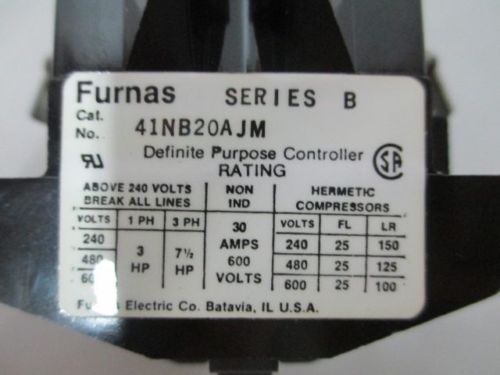 Furnas SERIES B
Cat. No. 41NB20AJM
Definite Purpose Controller
RATING
ABOVE 240 VOLTS BREAK ALL LINES
VOLTS 1 PH 3 PH
240
480
3 HP
7½ HP
NON IND
30 AMPS
600 VOLTS
HERMETIC COMPRESSORS
VOLTS FL LR
240 25 150
480 25 125
600 25 100
Electric Co. Batavia, IL U.S.A.